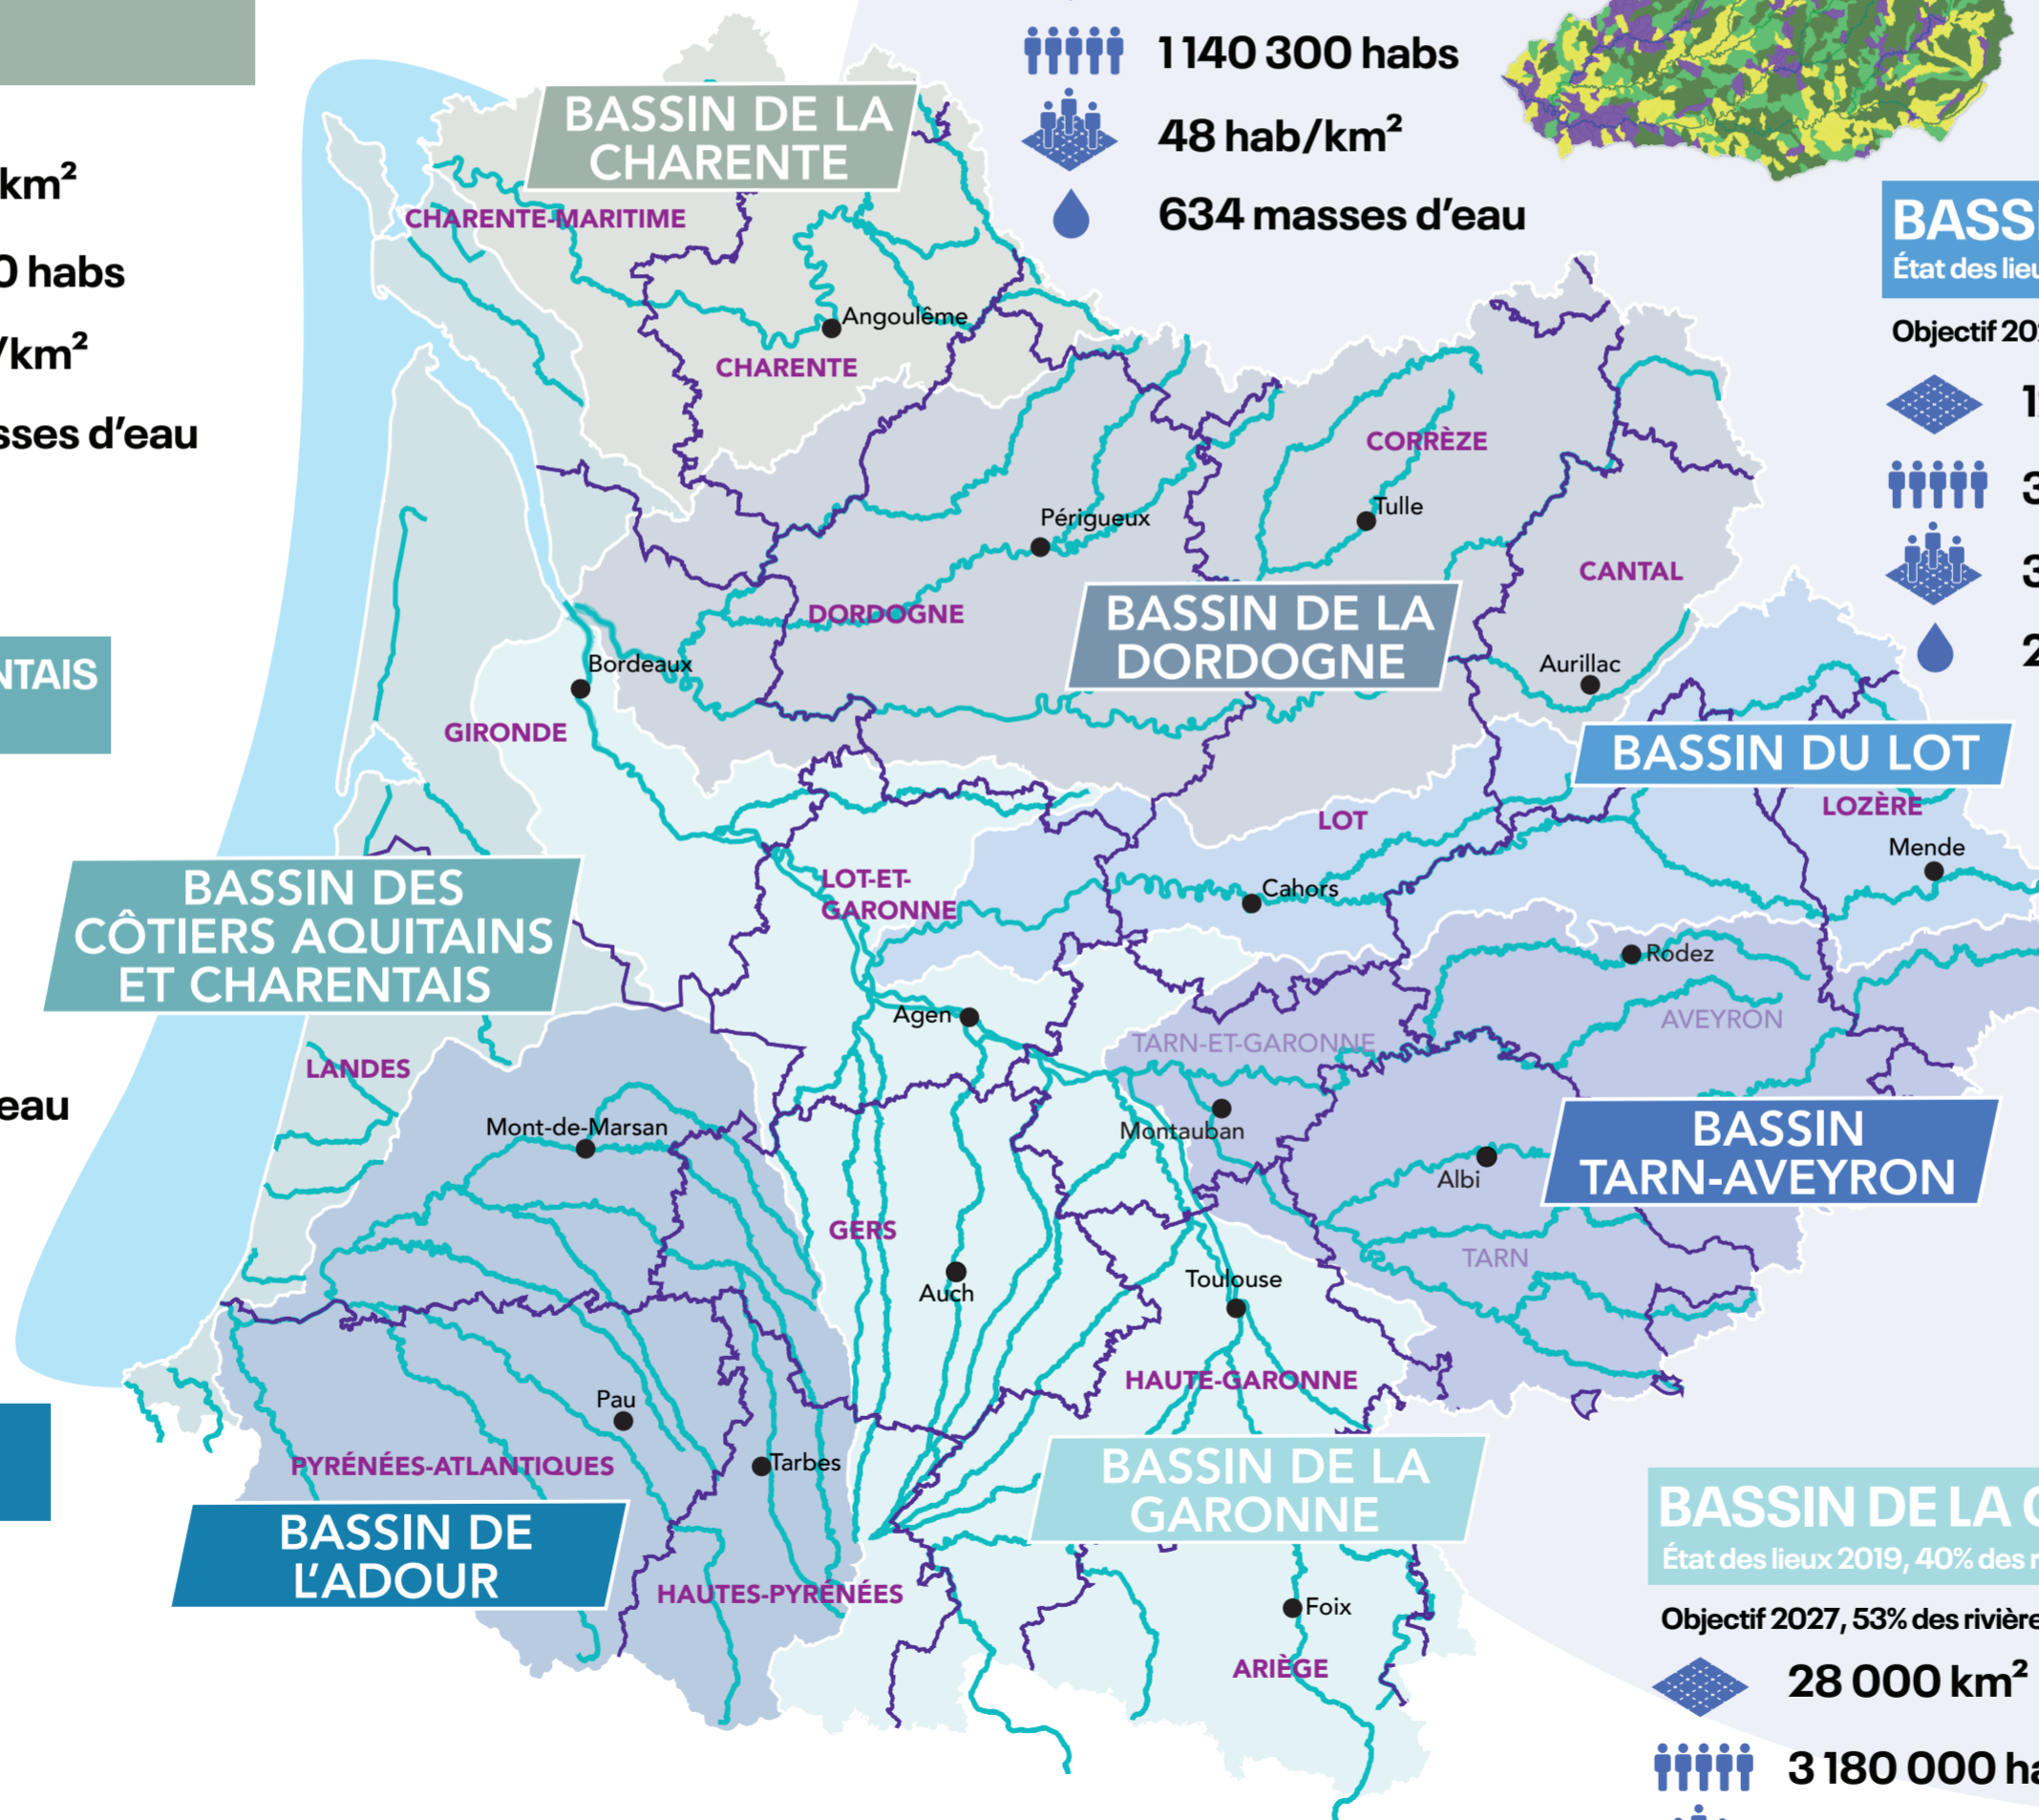 1 140 300 habs
48 hab/km²
634 masses d'eau
km²
0 habs
/km²
sses d'eau
NTAIS
eau
BASSI
État des lieu
Objectif 20
3
3
2
BASSIN DE LA
CHARENTE
CHARENTE-MARITIME
Angoulême
CHARENTE
CORRÈZE
Tulle
Périgueux
CANTAL
DORDOGNE
BASSIN DE LA
DORDOGNE
Bordeaux
Aurillac
GIRONDE
BASSIN DU LOT
LOZÈRE
LOT
Mende
LOT-ET-
GARONNE
Cahors
BASSIN DES
CÔTIERS AQUITAINS
ET CHARENTAIS
Rodez
Agen
AVEYRON
TARN-ET-GARONNE
LANDES
Mont-de-Marsan
Montauban
BASSIN
TARN-AVEYRON
Albi
GERS
TARN
Auch
Toulouse
HAUTE-GARONNE
Pau
Tarbes
PYRÉNÉES-ATLANTIQUES
BASSIN DE LA
GARONNE
BASSIN DE
L'ADOUR
HAUTES-PYRÉNÉES
Foix
ARIÈGE
BASSIN DE LA G
État des lieux 2019, 40% des r
Objectif 2027, 53% des rivière
28 000 km²
3 180 000 ha